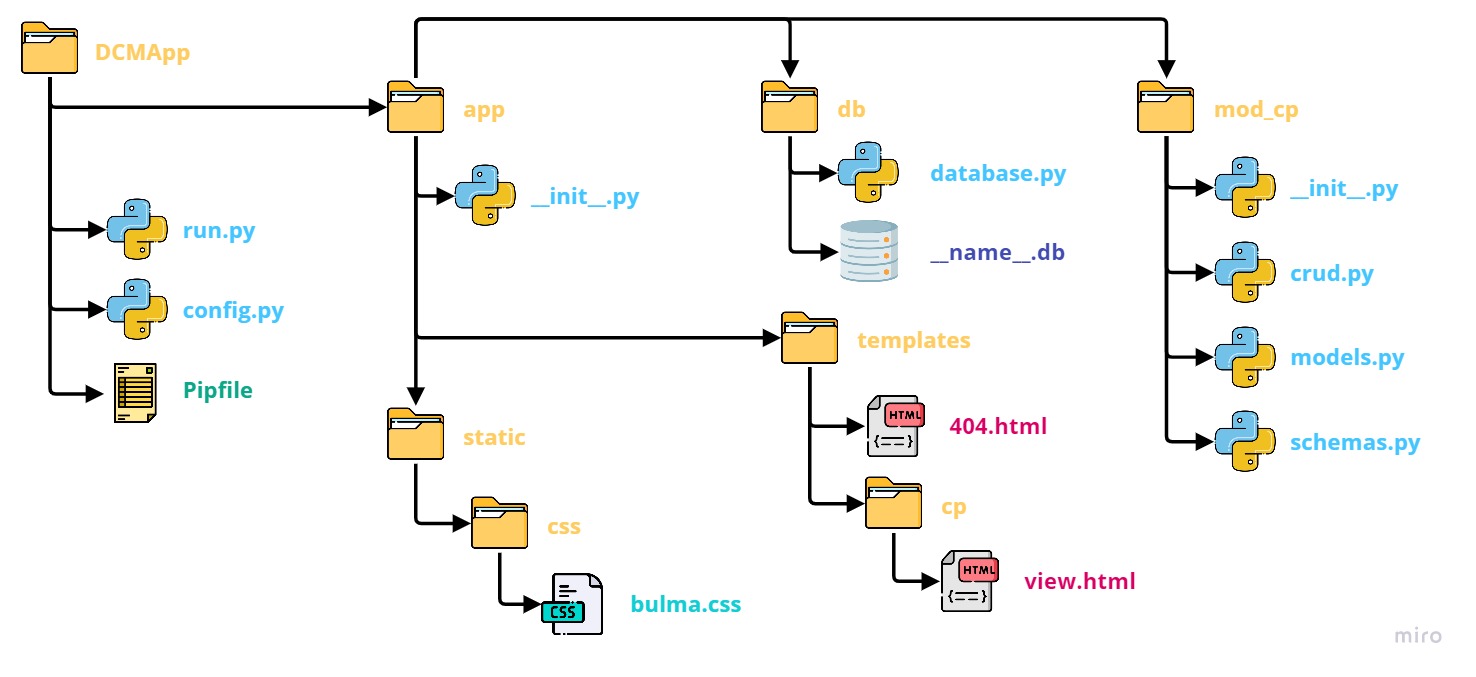 DCMApp
app
db
mod_cp
__init__.py
database.py
__init__.py
run.py
__name__.db
crud.py
config.py
templates
models.py
Pipfile
static
404.html
HTML
schemas.py
css
cp
bulma.css
CSS
view.html
HTML
miro